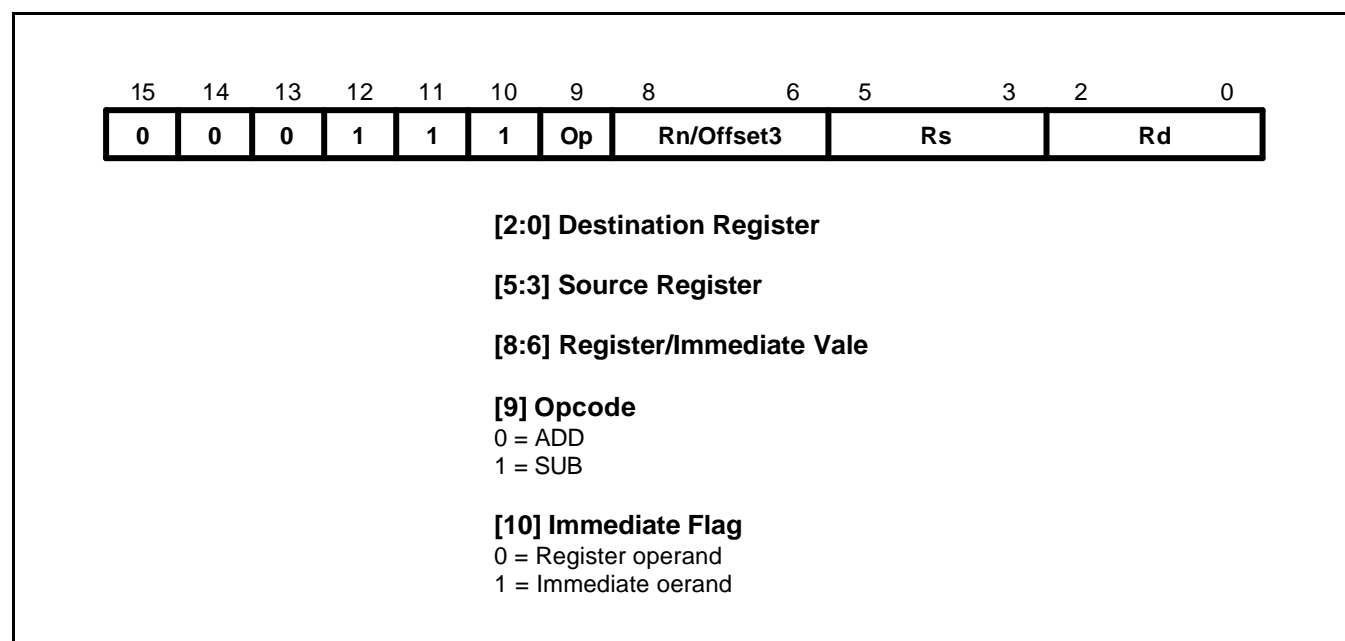 15 14 13 12 11 10 9 8 6 5 3 2 0
0 0 0 1 1 1 Op Rn/Offset3 Rs Rd
[2:0] Destination Register
[5:3] Source Register
[8:6] Register/Immediate Vale
[9] Opcode
0 = ADD
1 = SUB
[10] Immediate Flag
0 = Register operand
1 = Immediate oerand